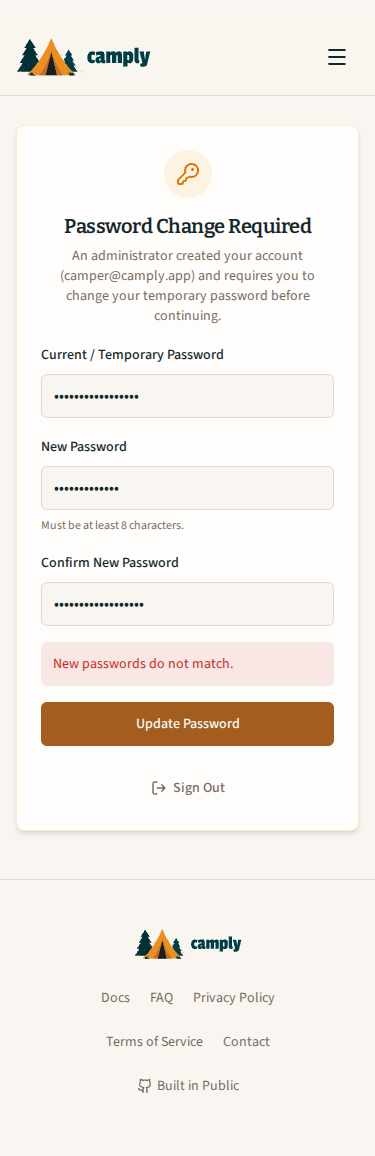 camply
Password Change Required
An administrator created your account
(camper@camply.app) and requires you to
change your temporary password before
continuing.
Current / Temporary Password
•••••••••••••••••
New Password
•••••••••••••
Must be at least 8 characters.
Confirm New Password
••••••••••••••••••
New passwords do not match.
Update Password
Sign Out
camply
Docs FAQ Privacy Policy
Terms of Service Contact
Built in Public